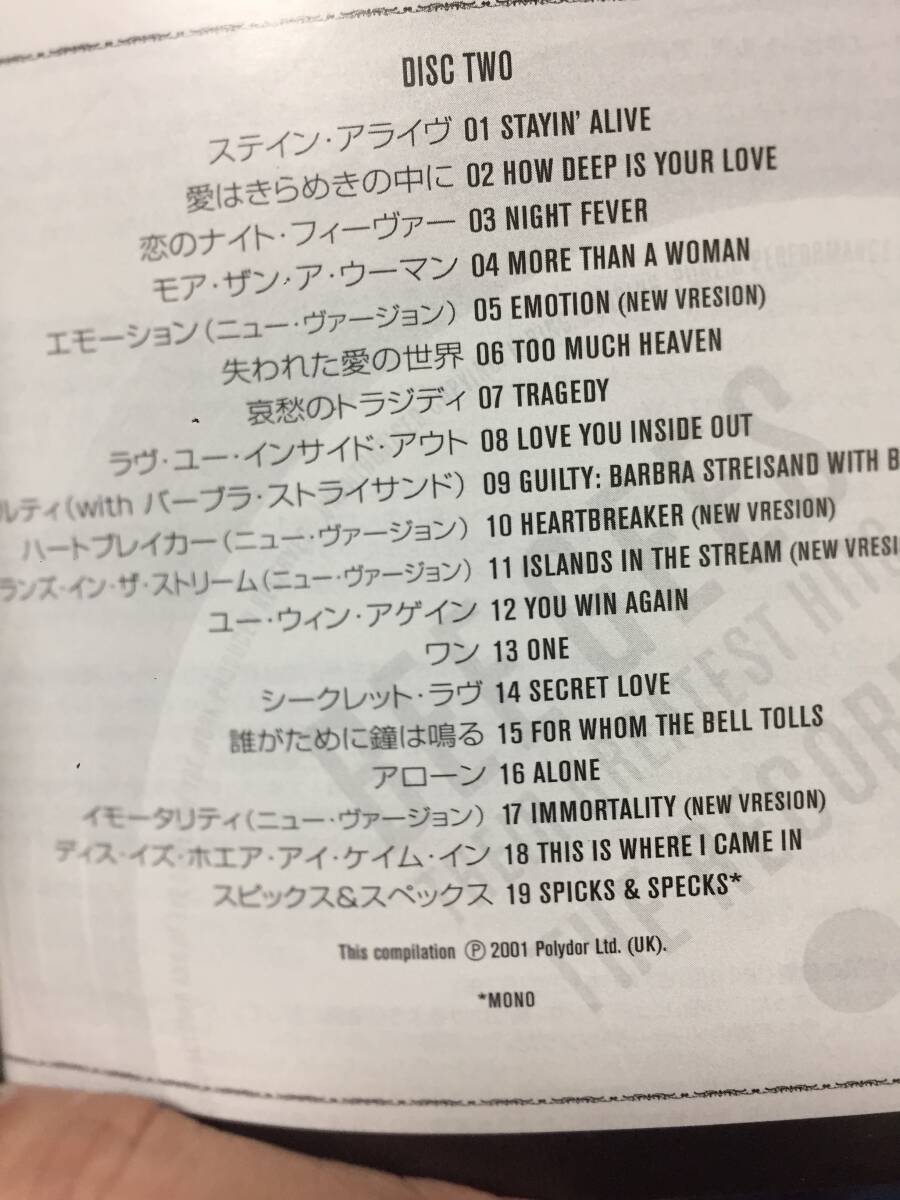 DISC TWO
ステイン・アライヴ 01 STAYIN' ALIVE
愛はきらめきの中に 02 HOW DEEP IS YOUR LOVE
恋のナイト・フィーヴァー 03 NIGHT FEVER
モア・ザン・ア・ウーマン 04 MORE THAN A WOMAN
エモーション(ニュー・ヴァージョン) 05 EMOTION (NEW VRESION)
失われた愛の世界 06 TOO MUCH HEAVEN
哀愁のトラジディ 07 TRAGEDY
ラヴ・ユー・インサイド・アウト 08 LOVE YOU INSIDE OUT
ルティ(with バーブラ・ストライサンド) 09 GUILTY: BARBRA STREISAND WITH B
ハートブレイカー(ニュー・ヴァージョン) 10 HEARTBREAKER (NEW VRESION)
ランズ・イン・ザ・ストリーム(ニュー・ヴァージョン) 11 ISLANDS IN THE STREAM (NEW VRESI
ユー・ウィン・アゲイン 12 YOU WIN AGAIN
ワン 13 ONE
シークレット・ラヴ 14 SECRET LOVE
誰がために鐘は鳴る 15 FOR WHOM THE BELL TOLLS
アローン 16 ALONE
イモータリティ(ニュー・ヴァージョン) 17 IMMORTALITY (NEW VRESION)
ディス・イズ・ホエア・アイ・ケイム・イン 18 THIS IS WHERE I CAME IN
スピックス&スペックス 19 SPICKS & SPECKS*
This compilation Ⓟ 2001 Polydor Ltd. (UK).
*MONO